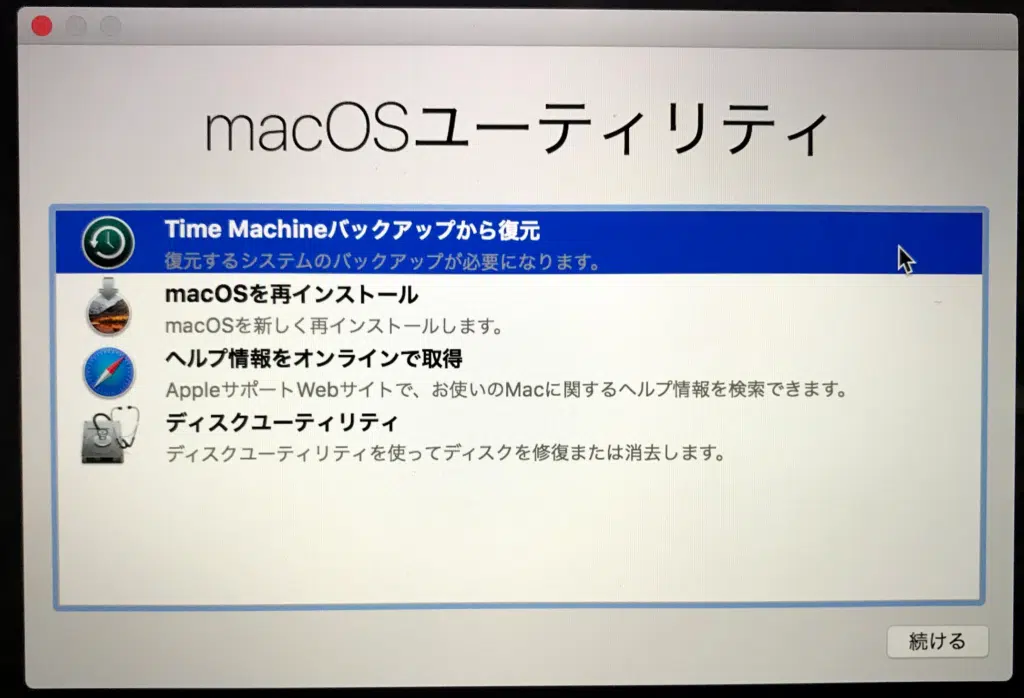 macOSユーティリティ
Time Machineバックアップから復元
復元するシステムのバックアップが必要になります。
macOSを再インストール
macOSを新しく再インストールします。
ヘルプ情報をオンラインで取得
AppleサポートWebサイトで、お使いのMacに関するヘルプ情報を検索できます。
ディスクユーティリティ
ディスクユーティリティを使ってディスクを修復または消去します。
続ける